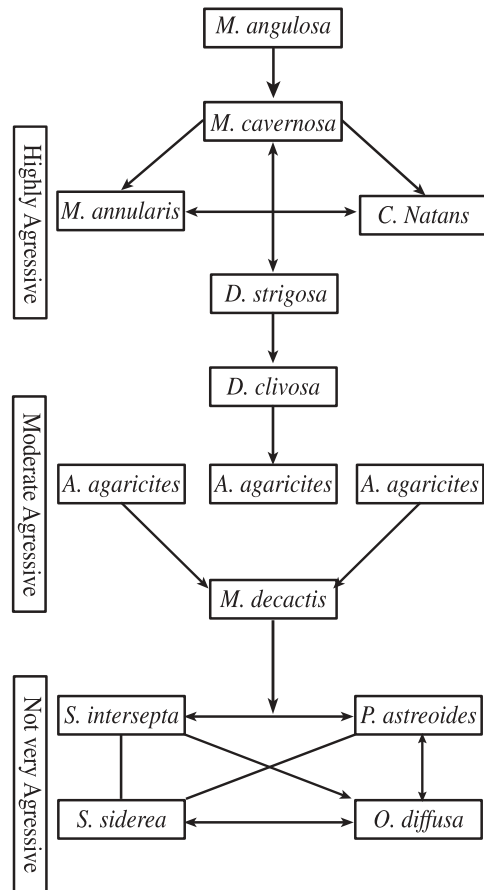 M. angulosa
M. cavernosa
Highly Agressive
M. annularis
C. Natans
D. strigosa
D. clivosa
Moderate Agressive
A. agaricites
A. agaricites
A. agaricites
M. decactis
Not very Agressive
S. intersepta
P. astreoides
S. siderea
O. diffusa